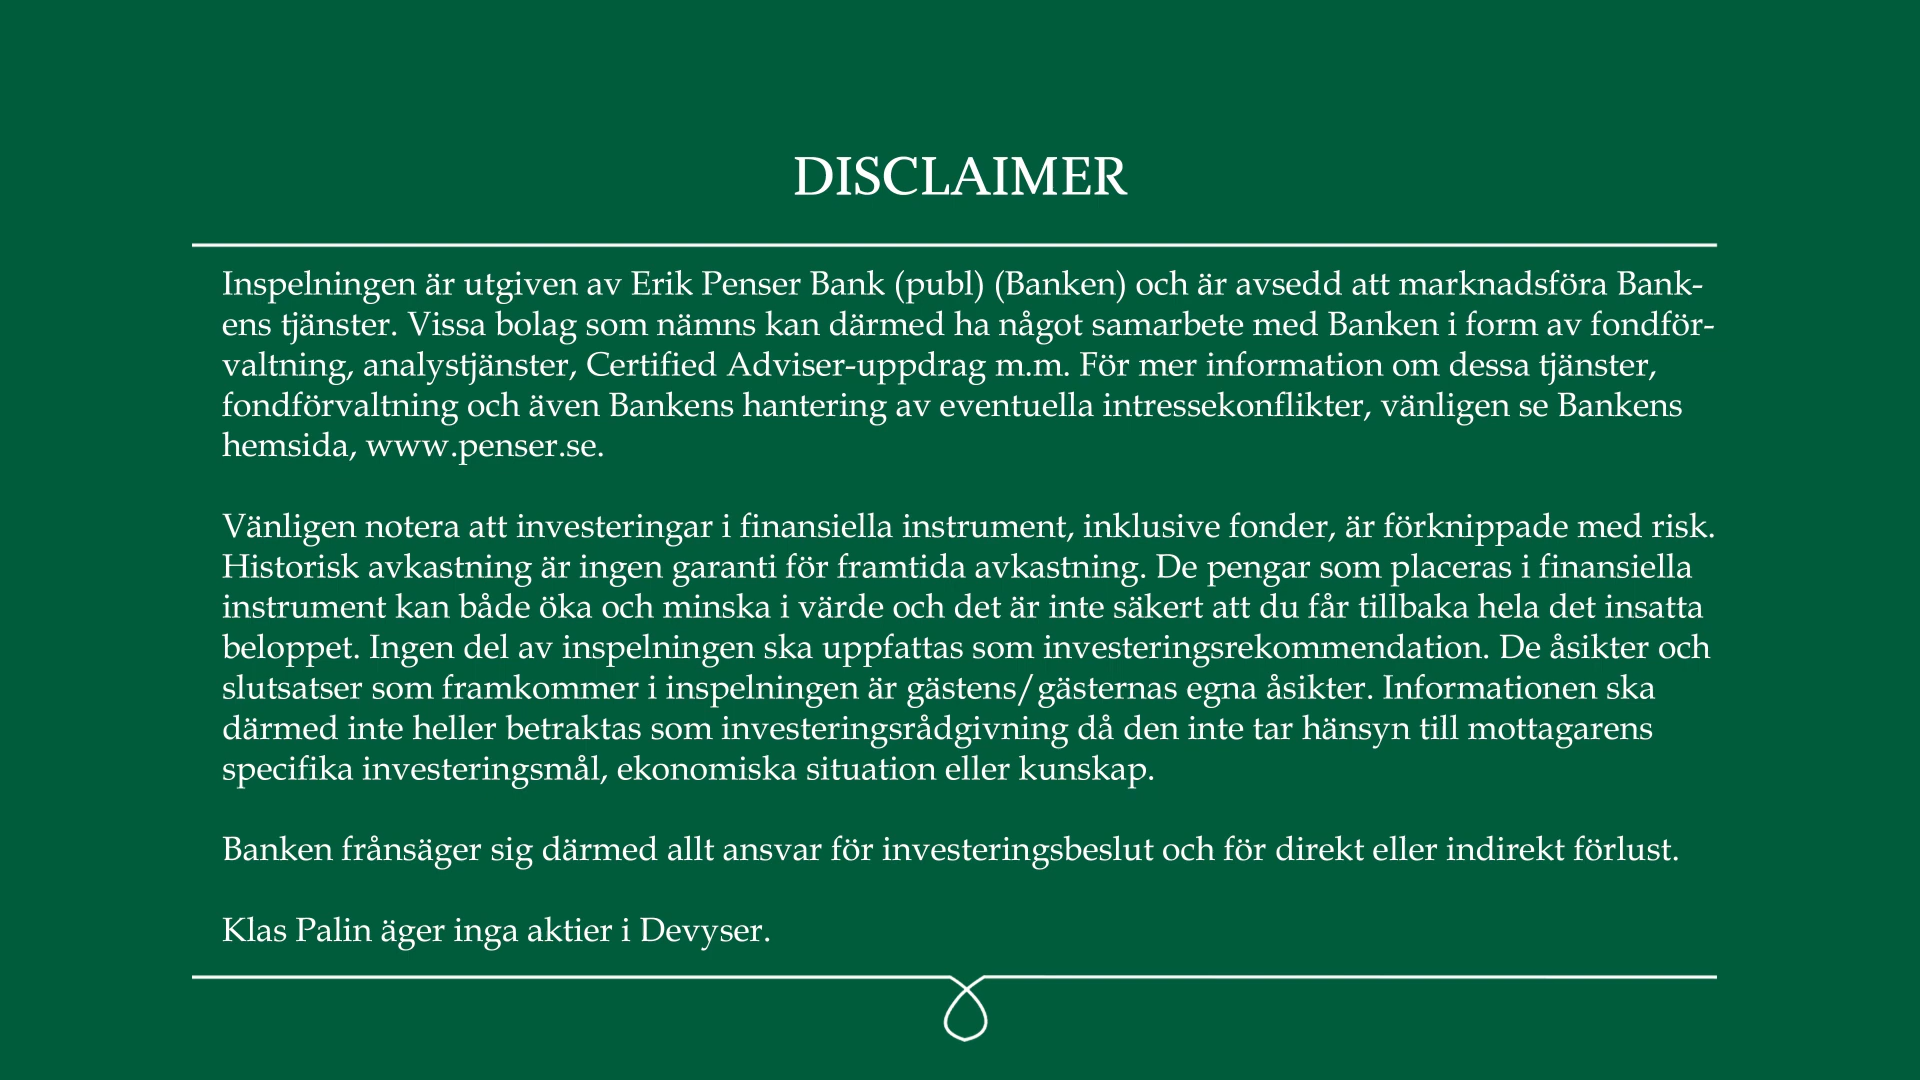 DISCLAIMER
Inspelningen är utgiven av Erik Penser Bank (publ) (Banken) och är avsedd att marknadsföra Bank-
ens tjänster. Vissa bolag som nämns kan därmed ha något samarbete med Banken i form av fondför-
valtning, analystjänster, Certified Adviser-uppdrag m.m. För mer information om dessa tjänster,
fondförvaltning och även Bankens hantering av eventuella intressekonflikter, vänligen se Bankens
hemsida, www.penser.se.
Vänligen notera att investeringar i finansiella instrument, inklusive fonder, är förknippade med risk.
Historisk avkastning är ingen garanti för framtida avkastning. De pengar som placeras i finansiella
instrument kan både öka och minska i värde och det är inte säkert att du får tillbaka hela det insatta
beloppet. Ingen del av inspelningen ska uppfattas som investeringsrekommendation. De åsikter och
slutsatser som framkommer i inspelningen är gästens/gästernas egna åsikter. Informationen ska
därmed inte heller betraktas som investeringsrådgivning då den inte tar hänsyn till mottagarens
specifika investeringsmål, ekonomiska situation eller kunskap.
Banken frånsäger sig därmed allt ansvar för investeringsbeslut och för direkt eller indirekt förlust.
Klas Palin äger inga aktier i Devyser.